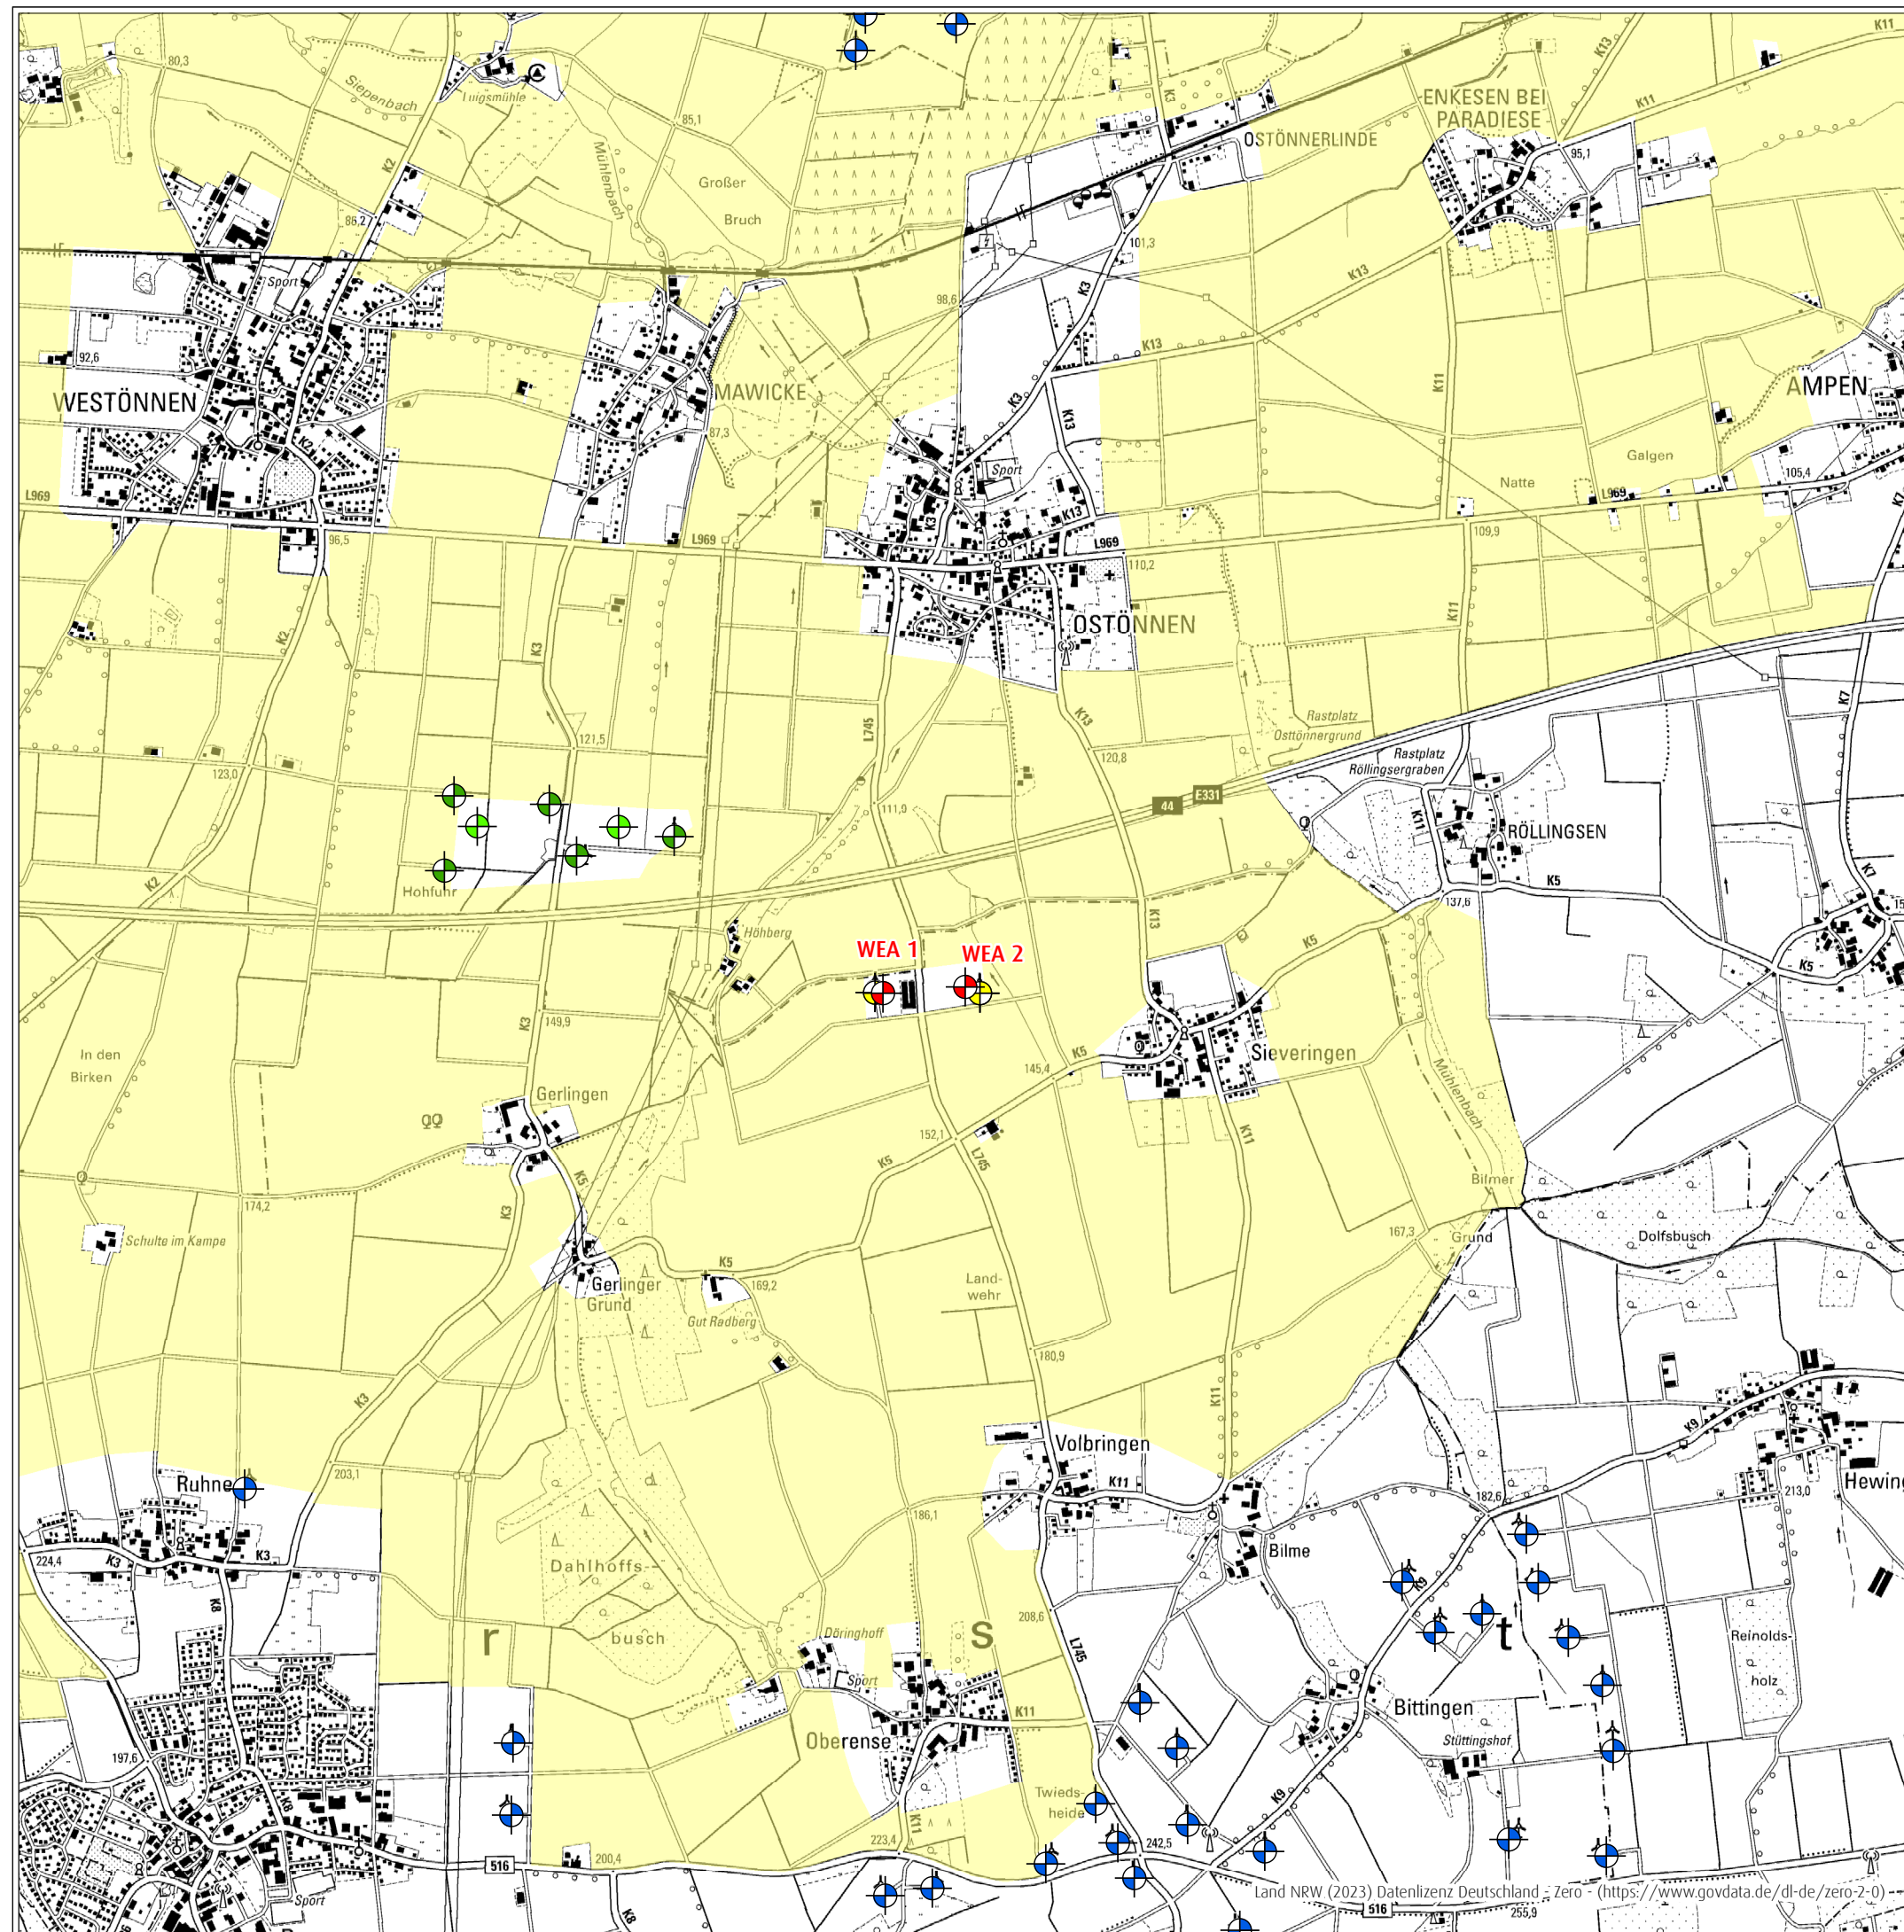 K11
K13
K11
80,3
Siepenbach
Luigsmühle
K3
K11
ENKESEN BEI
PARADIESE
85,1
OSTÖNNERLINDE
95,1
K2
Mühlenbach
Großer
Bruch
86,2
101,3
K13
Sport
98,6
K3
K13
92,6
K11
WESTÖNNEN
MAWICKE
AMPEN
K3
K13
K2
87,3
Galgen
Sport
105,4
Natte
L969
L969
K7
K3
K13
96,5
L969
L969
109,9
110,2
K2
K3
K11
OSTÖNNEN
K7
L745
K13
Rastplatz
Osttönnergrund
121,5
120,8
Rastplatz
Röllingsergraben
123,0
111,0
44
E331
K11
RÖLLINGSEN
K2
Hohfuhr
K5
137,6
K7
K13
Höhberg
WEA 1
WEA 2
K5
K5
K3
149,9
In den
Birken
Sieveringen
K5
145,4
Gerlingen
Mühlenbach
152,1
K11
L745
K5
K5
Bilmer
174,2
K3
Schulte im Kampe
167,3
Grund
Dolfsbusch
K5
Gerlinger
Grund
169,2
Land-
wehr
Gut Radberg
180,9
K3
K11
K9
Volbringen
203,1
Ruhne
K11
182,6
213,0
Hewing
186,1
224,4
K3
K3
Bilme
Dahlhoffs-
busch
K9
K8
208,6
Döringhoff
r
s
t
L745
Reinolds-
holz
Sport
Bittingen
K11
Oberense
Stüttingshof
197,6
Twieds-
heide
K8
K9
K11
223,4
242,5
516
200,4
Sport
K8
Land NRW (2023) Datenlizenz Deutschland - Zero - (https://www.govdata.de/dl-de/zero-2-0)
516
255,9